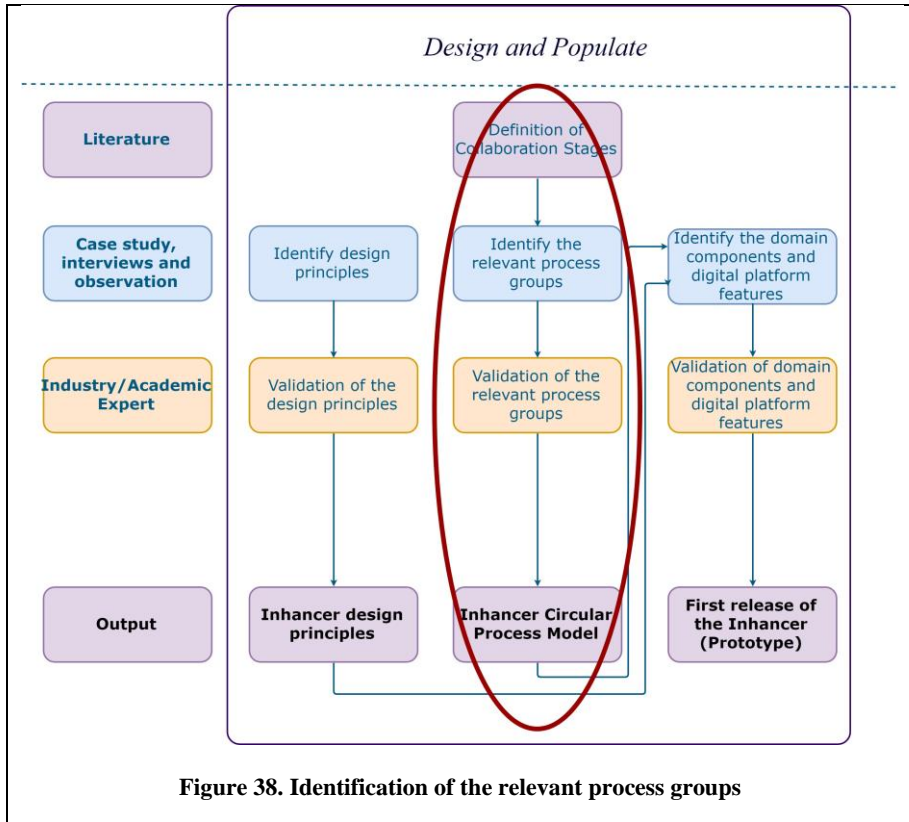 Design and Populate
Literature
Definition of
Collaboration Stages
Case study,
interviews and
observation
Identify design
principles
Identify the
relevant process
groups
Identify the domain
components and
digital platform
features
Industry/Academic
Expert
Validation of the
design principles
Validation of the
relevant process
groups
Validation of domain
components and
digital platform
features
Output
Inhancer design
principles
Inhancer Circular
Process Model
First release of
the Inhancer
(Prototype)
Figure 38. Identification of the relevant process groups